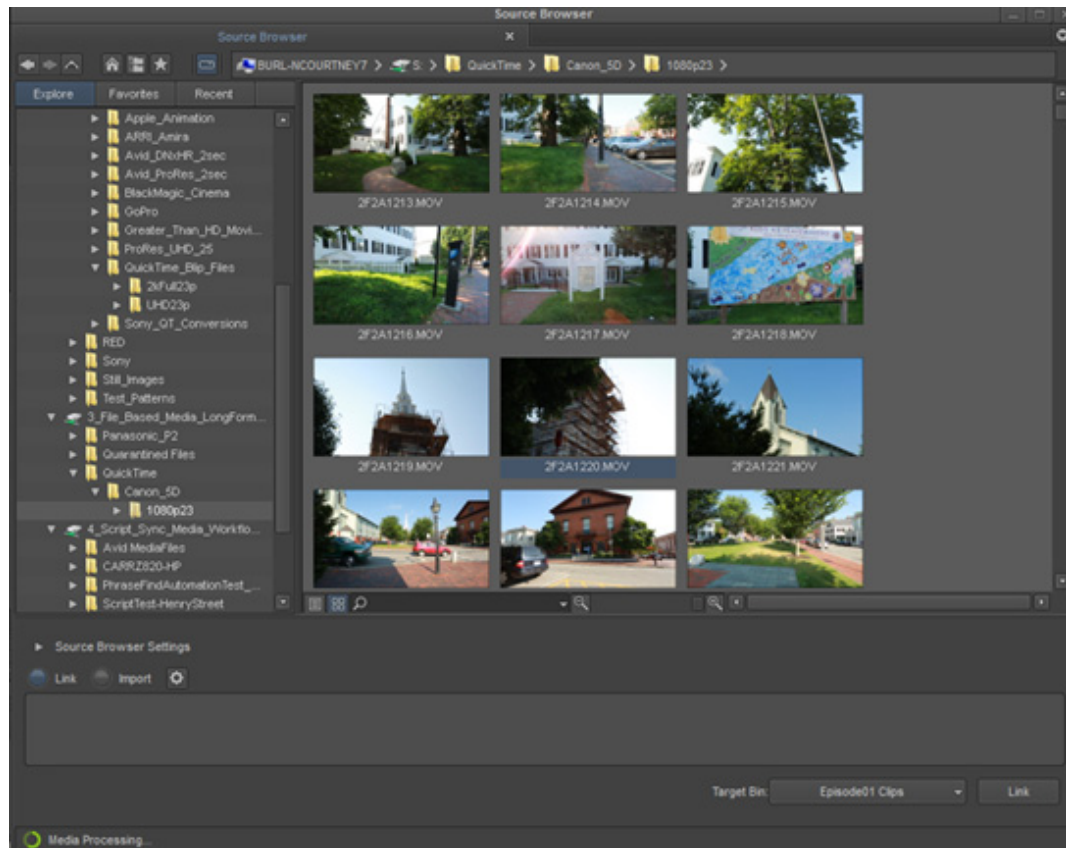 Source Browser
Source Browser
BURL-NCOURTNEY7 > S: > QuickTime > Canon_5D > 1080p23 >
Explore Favorites Recent
Apple_Animation
ARRI_Amira
Avid_DNxHR_2sec
Avid_ProRes_2sec
BlackMagic_Cinema
GoPro
Greater_Than_HD_Movi...
ProRes_UHD_25
QuickTime_Blip_Files
2kFull23p
UHD23p
Sony_QT_Conversions
RED
Sony
Still_Images
Test_Patterns
3_File_Based_Media_LongForm...
Panasonic_P2
Quarantined Files
QuickTime
Canon_5D
1080p23
4_Script_Sync_Media_Workflo...
Avid MediaFiles
CARRZ820-HP
PhraseFindAutomationTest_...
ScriptTest-HenryStreet
2F2A1213.MOV 2F2A1214.MOV 2F2A1215.MOV
2F2A1216.MOV 2F2A1217.MOV 2F2A1218.MOV
2F2A1219.MOV 2F2A1220.MOV 2F2A1221.MOV
Source Browser Settings
Link Import
Target Bin: Episode01 Clips Link
Media Processing...